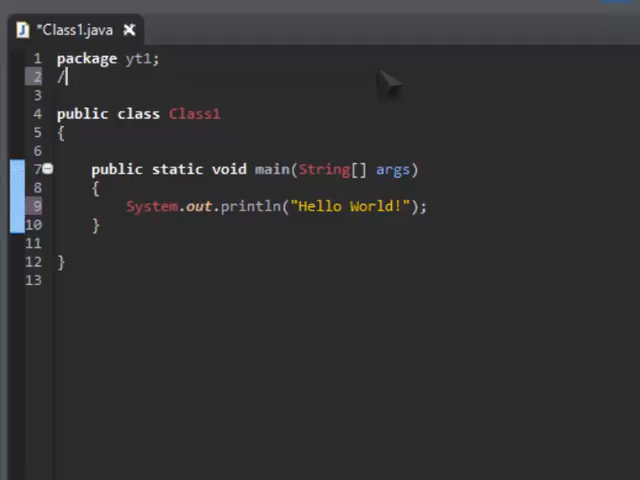 *Class1.java
1 package yt1;
2 /
3
4 public class Class1
5 {
6
7 public static void main(String[] args)
8 {
9 System.out.println("Hello World!");
10 }
11
12 }
13